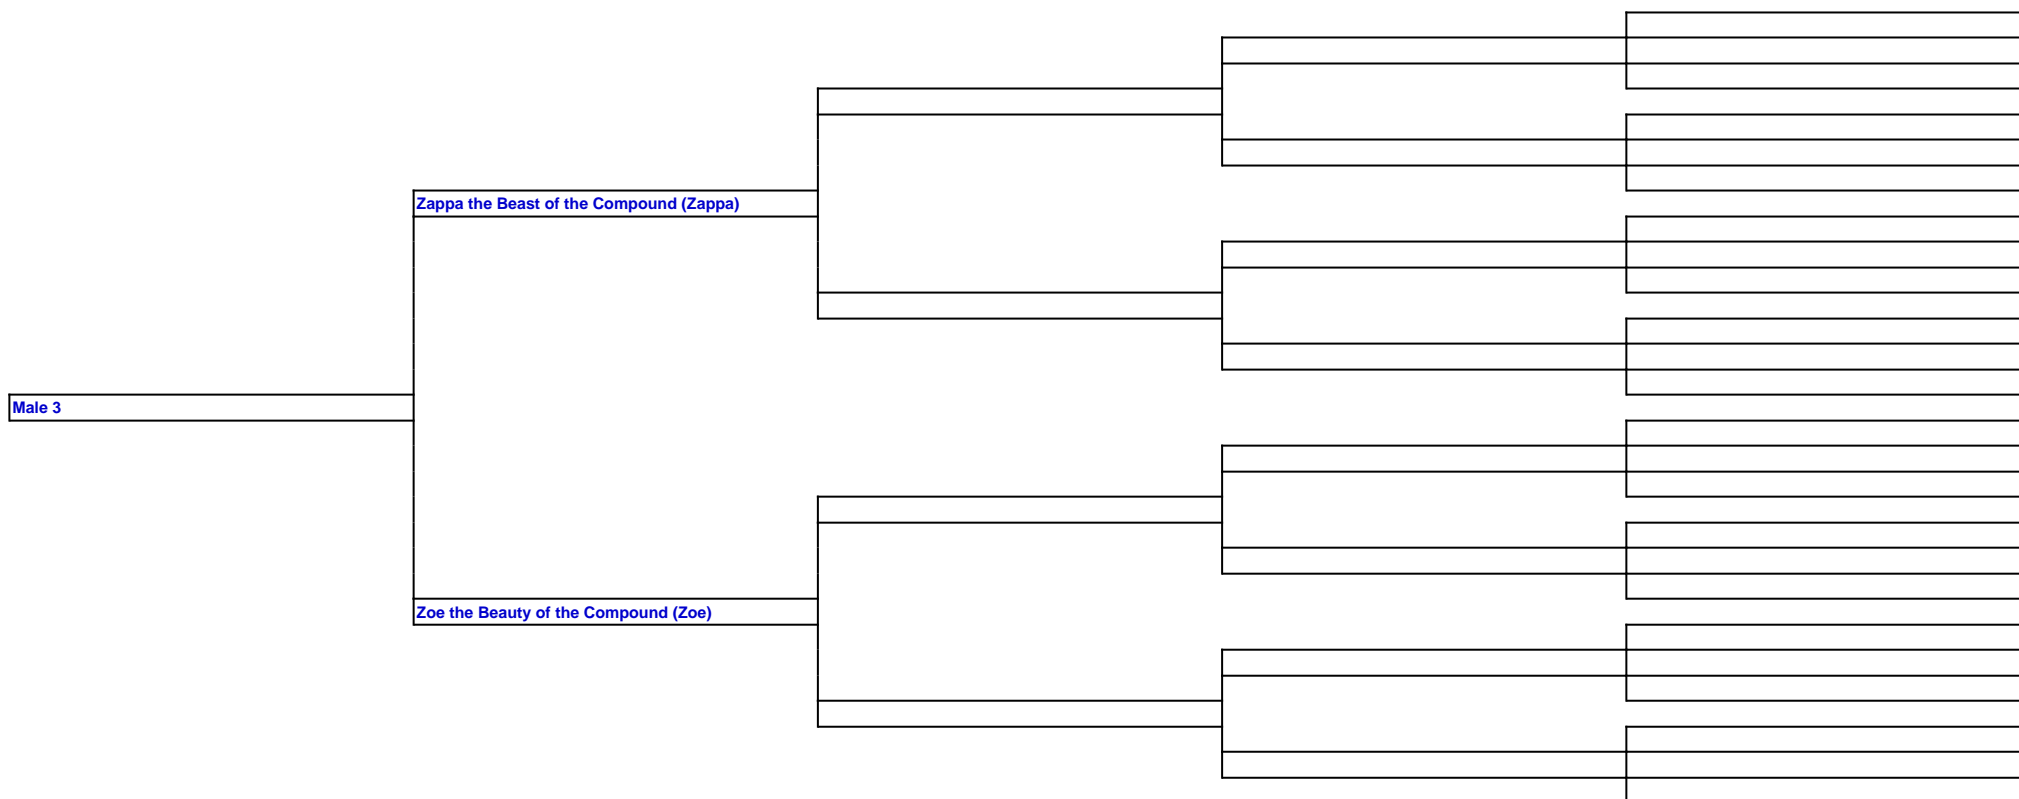 Zappa the Beast of the Compound (Zappa)
Male 3
Zoe the Beauty of the Compound (Zoe)